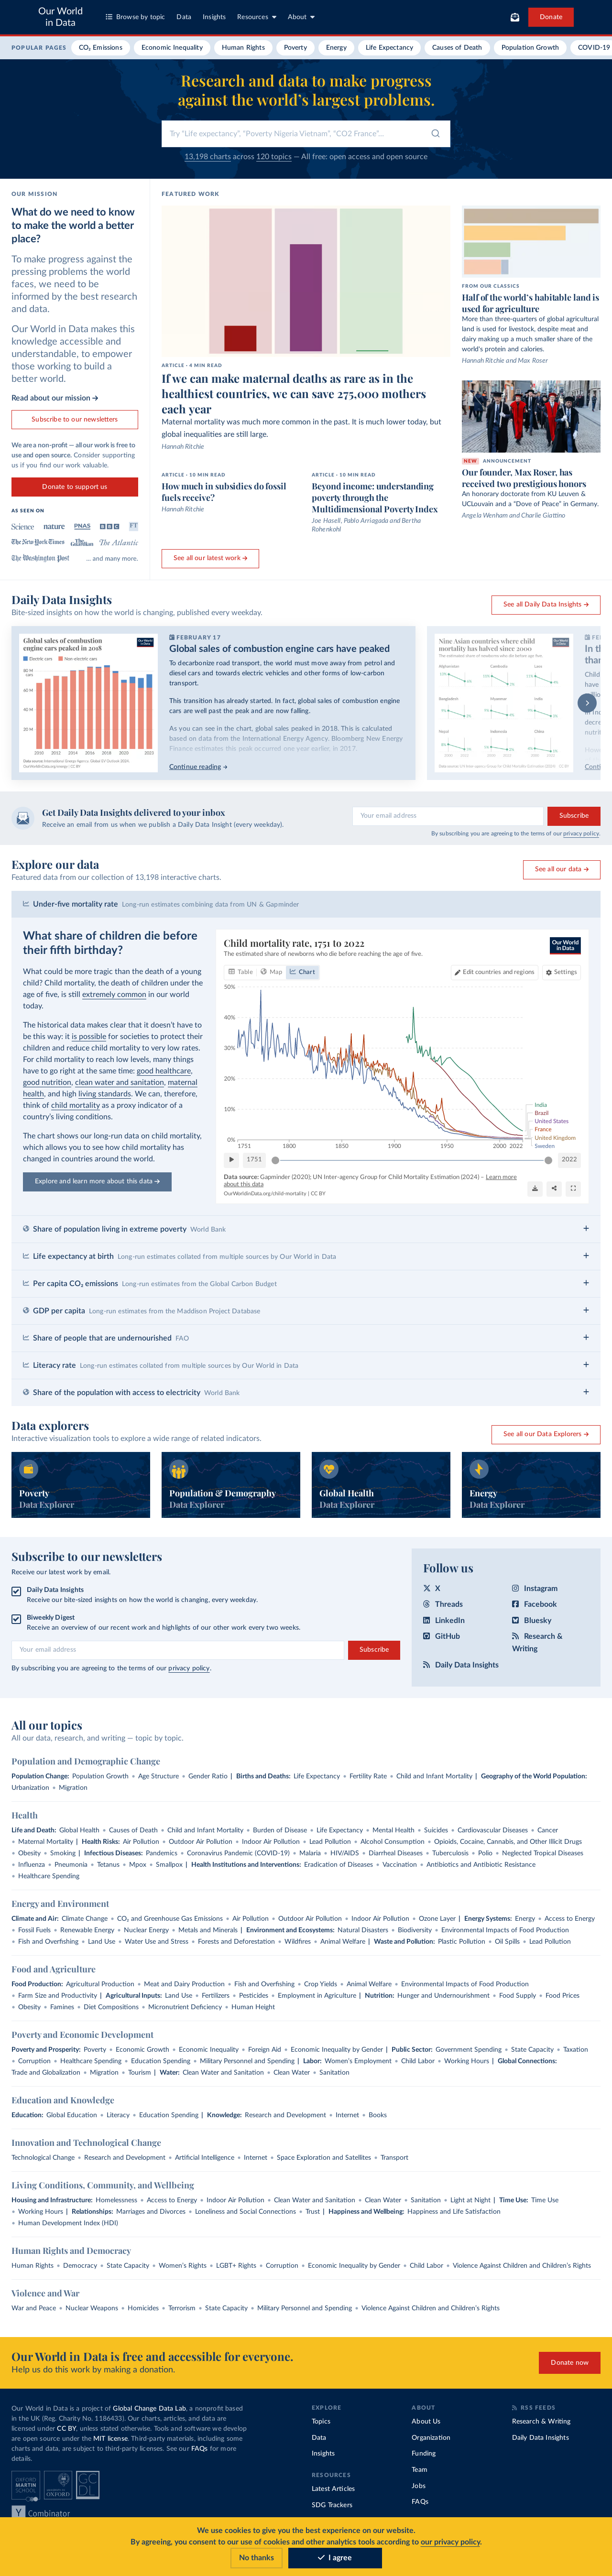 Our World
in Data
Browse by topic
Data
Insights
Resources
About
Donate
POPULAR PAGES
CO₂ Emissions
Economic Inequality
Human Rights
Poverty
Energy
Life Expectancy
Causes of Death
Population Growth
COVID-19
Research and data to make progress
against the world's largest problems.
Try "Life expectancy", "Poverty Nigeria Vietnam", "CO2 France"...
13,198 charts across 120 topics — All free: open access and open source
OUR MISSION
What do we need to know
to make the world a better
place?
To make progress against the
pressing problems the world
faces, we need to be
informed by the best research
and data.
Our World in Data makes this
knowledge accessible and
understandable, to empower
those working to build a
better world.
Read about our mission →
Subscribe to our newsletters
We are a non-profit — all our work is free to
use and open source. Consider supporting
us if you find our work valuable.
Donate to support us
AS SEEN ON
Science
nature
PNAS
BBC
FT
The New York Times
The Guardian
The Atlantic
The Washington Post
... and many more.
FEATURED WORK
ARTICLE · 4 MIN READ
If we can make maternal deaths as rare as in the
healthiest countries, we can save 275,000 mothers
each year
Maternal mortality was much more common in the past. It is much lower today, but
global inequalities are still large.
Hannah Ritchie
ARTICLE · 10 MIN READ
How much in subsidies do fossil
fuels receive?
Hannah Ritchie
ARTICLE · 10 MIN READ
Beyond income: understanding
poverty through the
Multidimensional Poverty Index
Joe Hasell, Pablo Arriagada and Bertha
Rohenkohl
See all our latest work →
FROM OUR CLASSICS
Half of the world's habitable land is
used for agriculture
More than three-quarters of global agricultural
land is used for livestock, despite meat and
dairy making up a much smaller share of the
world's protein and calories.
Hannah Ritchie and Max Roser
NEW ANNOUNCEMENT
Our founder, Max Roser, has
received two prestigious honors
An honorary doctorate from KU Leuven &
UCLouvain and a "Dove of Peace" in Germany.
Angela Wenham and Charlie Giattino
Daily Data Insights
Bite-sized insights on how the world is changing, published every weekday.
See all Daily Data Insights →
Global sales of combustion
engine cars peaked in 2018
Our World
in Data
Electric cars
Non-electric cars
80 M
60 M
40 M
20 M
0
2010
2012
2014
2016
2018
2020
2023
FEBRUARY 17
Global sales of combustion engine cars have peaked
To decarbonize road transport, the world must move away from petrol and
diesel cars and towards electric vehicles and other forms of low-carbon
transport.
This transition has already started. In fact, global sales of combustion engine
cars are well past the peak and are now falling.
As you can see in the chart, global sales peaked in 2018. This is calculated
based on data from the International Energy Agency. Bloomberg New Energy
Finance estimates this peak occurred one year earlier, in 2017.
Continue reading →
Nine Asian countries where child
mortality has halved since 2000
Get Daily Data Insights delivered to your inbox
Receive an email from us when we publish a Daily Data Insight (every weekday).
Your email address
Subscribe
By subscribing you are agreeing to the terms of our privacy policy.
Explore our data
Featured data from our collection of 13,198 interactive charts.
See all our data →
Under-five mortality rate Long-run estimates combining data from UN & Gapminder
What share of children die before
their fifth birthday?
What could be more tragic than the death of a young
child? Child mortality, the death of children under the
age of five, is still extremely common in our world
today.
The historical data makes clear that it doesn't have to
be this way: it is possible for societies to protect their
children and reduce child mortality to very low rates.
For child mortality to reach low levels, many things
have to go right at the same time: good healthcare,
good nutrition, clean water and sanitation, maternal
health, and high living standards. We can, therefore,
think of child mortality as a proxy indicator of a
country's living conditions.
The chart shows our long-run data on child mortality,
which allows you to see how child mortality has
changed in countries around the world.
Explore and learn more about this data →
Child mortality rate, 1751 to 2022
The estimated share of newborns who die before reaching the age of five.
Our World
in Data
Table
Map
Chart
Edit countries and regions
Settings
50%
40%
30%
20%
10%
0%
1751
1800
1850
1900
1950
2000
2022
India
Brazil
United States
France
United Kingdom
Sweden
1751
2022
Data source: Gapminder (2020); UN Inter-agency Group for Child Mortality Estimation (2024) – Learn more
about this data
OurWorldinData.org/child-mortality | CC BY
Share of population living in extreme poverty World Bank
Life expectancy at birth Long-run estimates collated from multiple sources by Our World in Data
Per capita CO₂ emissions Long-run estimates from the Global Carbon Budget
GDP per capita Long-run estimates from the Maddison Project Database
Share of people that are undernourished FAO
Literacy rate Long-run estimates collated from multiple sources by Our World in Data
Share of the population with access to electricity World Bank
Data explorers
Interactive visualization tools to explore a wide range of related indicators.
See all our Data Explorers →
Poverty
Data Explorer
Population & Demography
Data Explorer
Global Health
Data Explorer
Energy
Data Explorer
Subscribe to our newsletters
Receive our latest work by email.
Daily Data Insights
Receive our bite-sized insights on how the world is changing, every weekday.
Biweekly Digest
Receive an overview of our recent work and highlights of our other work every two weeks.
Your email address
Subscribe
By subscribing you are agreeing to the terms of our privacy policy.
Follow us
X
Instagram
Threads
Facebook
LinkedIn
Bluesky
GitHub
Research &
Writing
Daily Data Insights
All our topics
All our data, research, and writing — topic by topic.
Population and Demographic Change
Population Change: Population Growth • Age Structure • Gender Ratio | Births and Deaths: Life Expectancy • Fertility Rate • Child and Infant Mortality | Geography of the World Population:
Urbanization • Migration
Health
Life and Death: Global Health • Causes of Death • Child and Infant Mortality • Burden of Disease • Life Expectancy • Mental Health • Suicides • Cardiovascular Diseases • Cancer
• Maternal Mortality | Health Risks: Air Pollution • Outdoor Air Pollution • Indoor Air Pollution • Lead Pollution • Alcohol Consumption • Opioids, Cocaine, Cannabis, and Other Illicit Drugs
• Obesity • Smoking | Infectious Diseases: Pandemics • Coronavirus Pandemic (COVID-19) • Malaria • HIV/AIDS • Diarrheal Diseases • Tuberculosis • Polio • Neglected Tropical Diseases
• Influenza • Pneumonia • Tetanus • Mpox • Smallpox | Health Institutions and Interventions: Eradication of Diseases • Vaccination • Antibiotics and Antibiotic Resistance
• Healthcare Spending
Energy and Environment
Climate and Air: Climate Change • CO₂ and Greenhouse Gas Emissions • Air Pollution • Outdoor Air Pollution • Indoor Air Pollution • Ozone Layer | Energy Systems: Energy • Access to Energy
• Fossil Fuels • Renewable Energy • Nuclear Energy • Metals and Minerals | Environment and Ecosystems: Natural Disasters • Biodiversity • Environmental Impacts of Food Production
• Fish and Overfishing • Land Use • Water Use and Stress • Forests and Deforestation • Wildfires • Animal Welfare | Waste and Pollution: Plastic Pollution • Oil Spills • Lead Pollution
Food and Agriculture
Food Production: Agricultural Production • Meat and Dairy Production • Fish and Overfishing • Crop Yields • Animal Welfare • Environmental Impacts of Food Production
• Farm Size and Productivity | Agricultural Inputs: Land Use • Fertilizers • Pesticides • Employment in Agriculture | Nutrition: Hunger and Undernourishment • Food Supply • Food Prices
• Obesity • Famines • Diet Compositions • Micronutrient Deficiency • Human Height
Poverty and Economic Development
Poverty and Prosperity: Poverty • Economic Growth • Economic Inequality • Foreign Aid • Economic Inequality by Gender | Public Sector: Government Spending • State Capacity • Taxation
• Corruption • Healthcare Spending • Education Spending • Military Personnel and Spending | Labor: Women's Employment • Child Labor • Working Hours | Global Connections:
Trade and Globalization • Migration • Tourism | Water: Clean Water and Sanitation • Clean Water • Sanitation
Education and Knowledge
Education: Global Education • Literacy • Education Spending | Knowledge: Research and Development • Internet • Books
Innovation and Technological Change
Technological Change • Research and Development • Artificial Intelligence • Internet • Space Exploration and Satellites • Transport
Living Conditions, Community, and Wellbeing
Housing and Infrastructure: Homelessness • Access to Energy • Indoor Air Pollution • Clean Water and Sanitation • Clean Water • Sanitation • Light at Night | Time Use: Time Use
• Working Hours | Relationships: Marriages and Divorces • Loneliness and Social Connections • Trust | Happiness and Wellbeing: Happiness and Life Satisfaction
• Human Development Index (HDI)
Human Rights and Democracy
Human Rights • Democracy • State Capacity • Women's Rights • LGBT+ Rights • Corruption • Economic Inequality by Gender • Child Labor • Violence Against Children and Children's Rights
Violence and War
War and Peace • Nuclear Weapons • Homicides • Terrorism • State Capacity • Military Personnel and Spending • Violence Against Children and Children's Rights
Our World in Data is free and accessible for everyone.
Help us do this work by making a donation.
Donate now
Our World in Data is a project of Global Change Data Lab, a nonprofit based
in the UK (Reg. Charity No. 1186433). Our charts, articles, and data are
licensed under CC BY, unless stated otherwise. Tools and software we develop
are open source under the MIT license. Third-party materials, including some
charts and data, are subject to third-party licenses. See our FAQs for more
details.
OXFORD
MARTIN
SCHOOL
UNIVERSITY OF
OXFORD
GC
DL
Y Combinator
EXPLORE
Topics
Data
Insights
RESOURCES
Latest Articles
SDG Trackers
ABOUT
About Us
Organization
Funding
Team
Jobs
FAQs
RSS FEEDS
Research & Writing
Daily Data Insights
We use cookies to give you the best experience on our website.
By agreeing, you consent to our use of cookies and other analytics tools according to our privacy policy.
No thanks
I agree